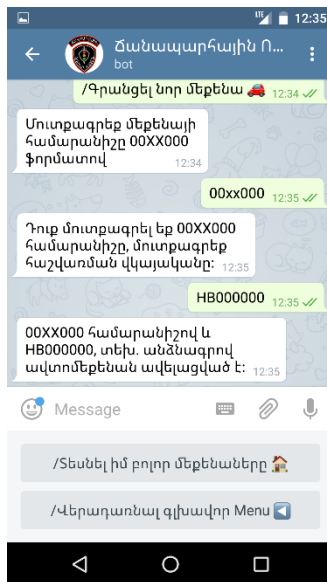 LTE 12:35
Ճանապարհային Ո...
bot
/Գրանցել նոր մեքենա 🚗 12:34
Մուտքագրեք մեքենայի
համարանիշը 00XX000
ֆորմատով 12:34
00xx000 12:35
Դուք մուտքագրել եք 00XX000
համարանիշը, մուտքագրեք
հաշվառման վկայականը: 12:35
HB000000 12:35
00XX000 համարանիշով և
HB000000, տեխ. անձնագրով
ավտոմեքենան ավելացված է: 12:35
Message
/Տեսնել իմ բոլոր մեքենաները 🏠
/Վերադառնալ գլխավոր Menu ◀